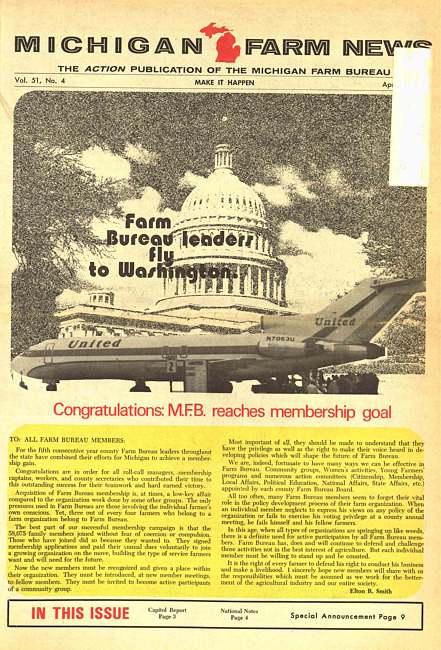 MICHIGAN FARM NEWS
THE ACTION PUBLICATION OF THE MICHIGAN FARM BUREAU
Vol. 51, No. 4
MAKE IT HAPPEN
Ap
Farm
Bureau leaders
fly
to Washington.
United
United
N7063U
2
UNITED
Congratulations: M.F.B. reaches membership goal
TO: ALL FARM BUREAU MEMBERS:
For the fifth consecutive year county Farm Bureau leaders throughout
the state have combined their efforts for Michigan to achieve a member-
ship gain.
Congratulations are in order for all roll-call managers, membership
captains, workers, and county secretaries who contributed their time to
this outstanding success for their teamwork and hard earned victory.
Acquisition of Farm Bureau membership is, at times, a low-key affair
compared to the organization work done by some other groups. The only
pressures used in Farm Bureau are those involving the individual farmer's
own conscious. Yet, three out of every four farmers who belong to a
farm organization belong to Farm Bureau.
The best part of our successful membership campaign is that the
58,075 family members joined without fear of coercion or compulsion.
Those who have joined did so because they wanted to. They signed
membership applications and paid their annual dues voluntarily to join
a growing organization on the move, building the type of service farmers
want and will need for the future.
Now the new members must be recognized and given a place within
their organization. They must be introduced, at new member meetings,
to fellow members. They must be invited to become active participants
of a community group.
Most important of all, they should be made to understand that they
have the privilege as well as the right to make their voice heard in de-
veloping policies which will shape the future of Farm Bureau.
We are, indeed, fortunate to have many ways we can be effective in
Farm Bureau. Community groups, Women's activities, Young Farmers'
programs and numerous action committees (Citizenship, Membership,
Local Affairs, Political Education, National Affairs, State Affairs, etc.)
appointed by each county Farm Bureau Board.
All too often, many Farm Bureau members seem to forget their vital
role in the policy development process of their farm organization. When
an individual member neglects to express his views on any policy of the
organization or fails to exercise his voting privilege at a county annual
meeting, he fails himself and his fellow farmers.
In this age, when all types of organizations are springing up like weeds,
there is a definite need for active participation by all Farm Bureau mem-
bers. Farm Bureau has, does and will continue to defend and challenge
those activities not in the best interest of agriculture. But each individual
member must be willing to stand up and be counted.
It is the right of every farmer to defend his right to conduct his business
and make a livelihood. I sincerely hope new members will share with us
the responsibilities which must be assumed as we work for the better-
ment of the agricultural industry and our entire society.
Elton R. Smith
IN THIS ISSUE
Capitol Report
Page 3
National Notes
Page 4
Special Announcement Page 9